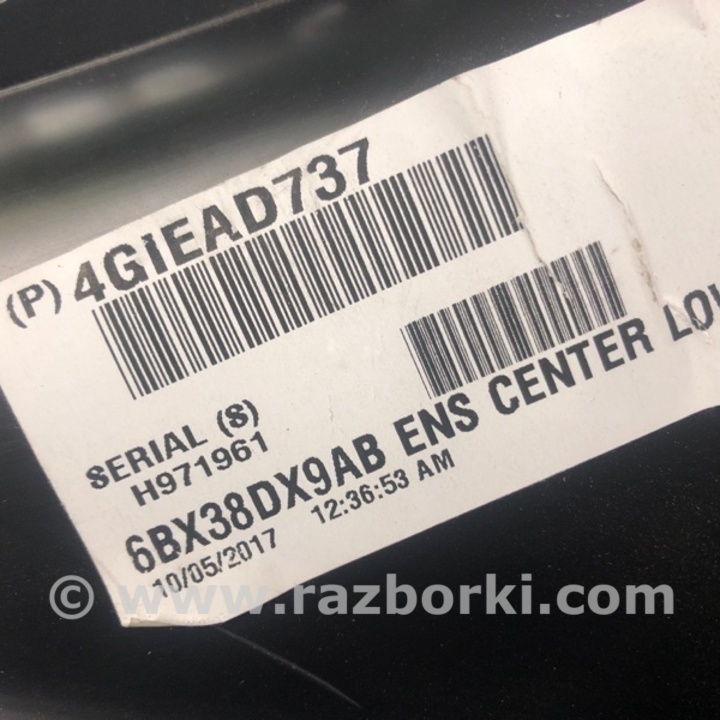 (P) 4GIEAD737
SERIAL (S)
H971961
6BX38DX9AB ENS CENTER
10/05/2017 12:36:53 AM
© www.razborki.com